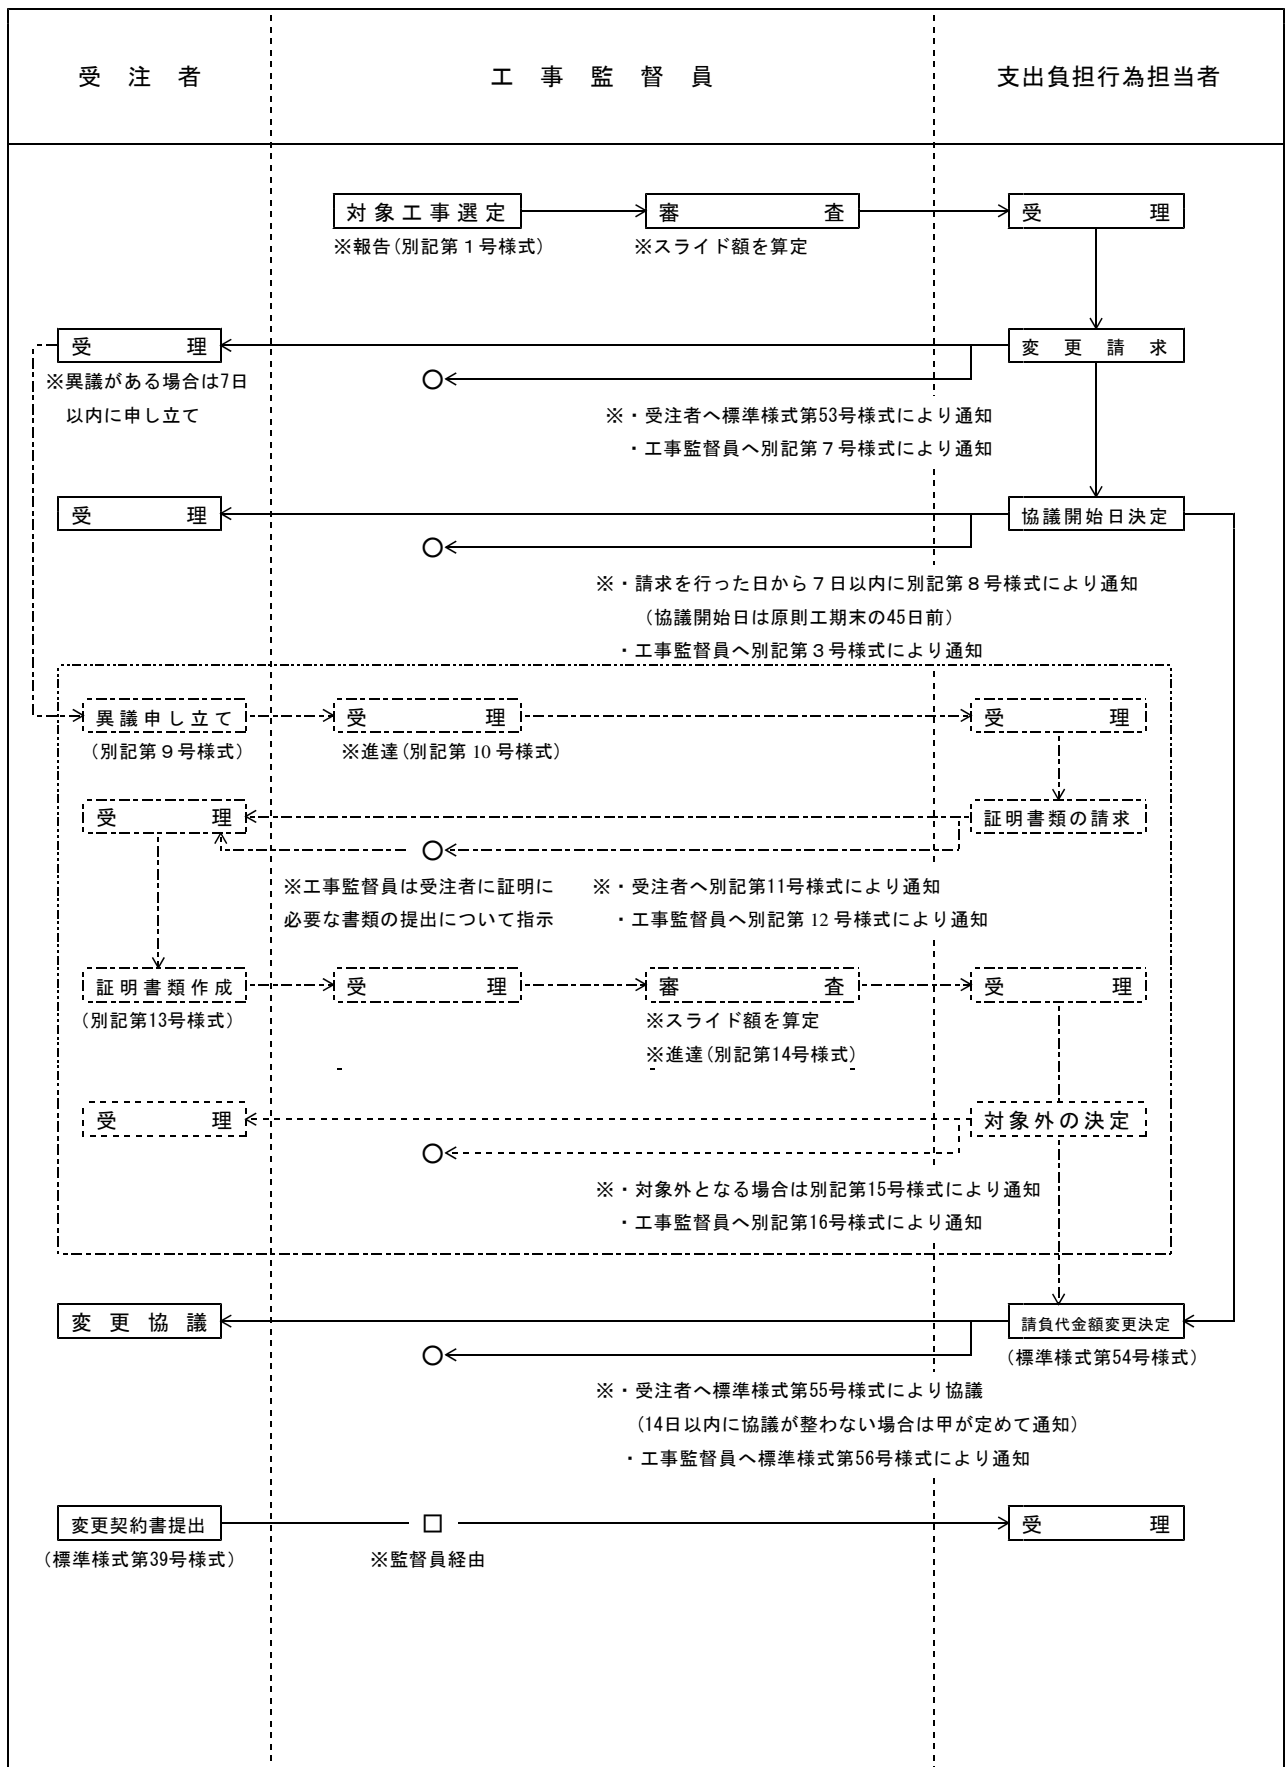 受注者
工事監督員
支出負担行為担当者
対象工事選定
審査
受理
※報告(別記第１号様式)
※スライド額を算定
受理
変更請求
※異議がある場合は7日
以内に申し立て
※・受注者へ標準様式第53号様式により通知
・工事監督員へ別記第７号様式により通知
受理
協議開始日決定
※・請求を行った日から７日以内に別記第８号様式により通知
(協議開始日は原則工期末の45日前)
・工事監督員へ別記第３号様式により通知
異議申し立て
受理
受理
(別記第９号様式)
※進達(別記第 10 号様式)
受理
証明書類の請求
※工事監督員は受注者に証明に
必要な書類の提出について指示
※・受注者へ別記第11号様式により通知
・工事監督員へ別記第 12 号様式により通知
証明書類作成
受理
審査
受理
(別記第13号様式)
※スライド額を算定
※進達(別記第14号様式)
受理
対象外の決定
※・対象外となる場合は別記第15号様式により通知
・工事監督員へ別記第16号様式により通知
変更協議
請負代金額変更決定
(標準様式第54号様式)
※・受注者へ標準様式第55号様式により協議
(14日以内に協議が整わない場合は甲が定めて通知)
・工事監督員へ標準様式第56号様式により通知
変更契約書提出
受理
(標準様式第39号様式)
※監督員経由